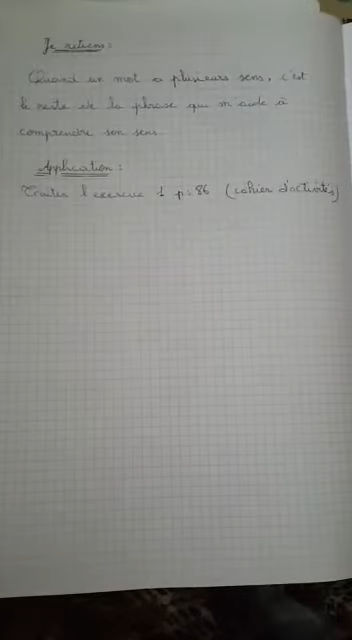 Je retiens :
Quand un mot a plusieurs sens, c'est
le reste de la phrase qui m'aide à
comprendre son sens
Application :
Traiter l'exercice 1 p : 86 (cahier d'activités)